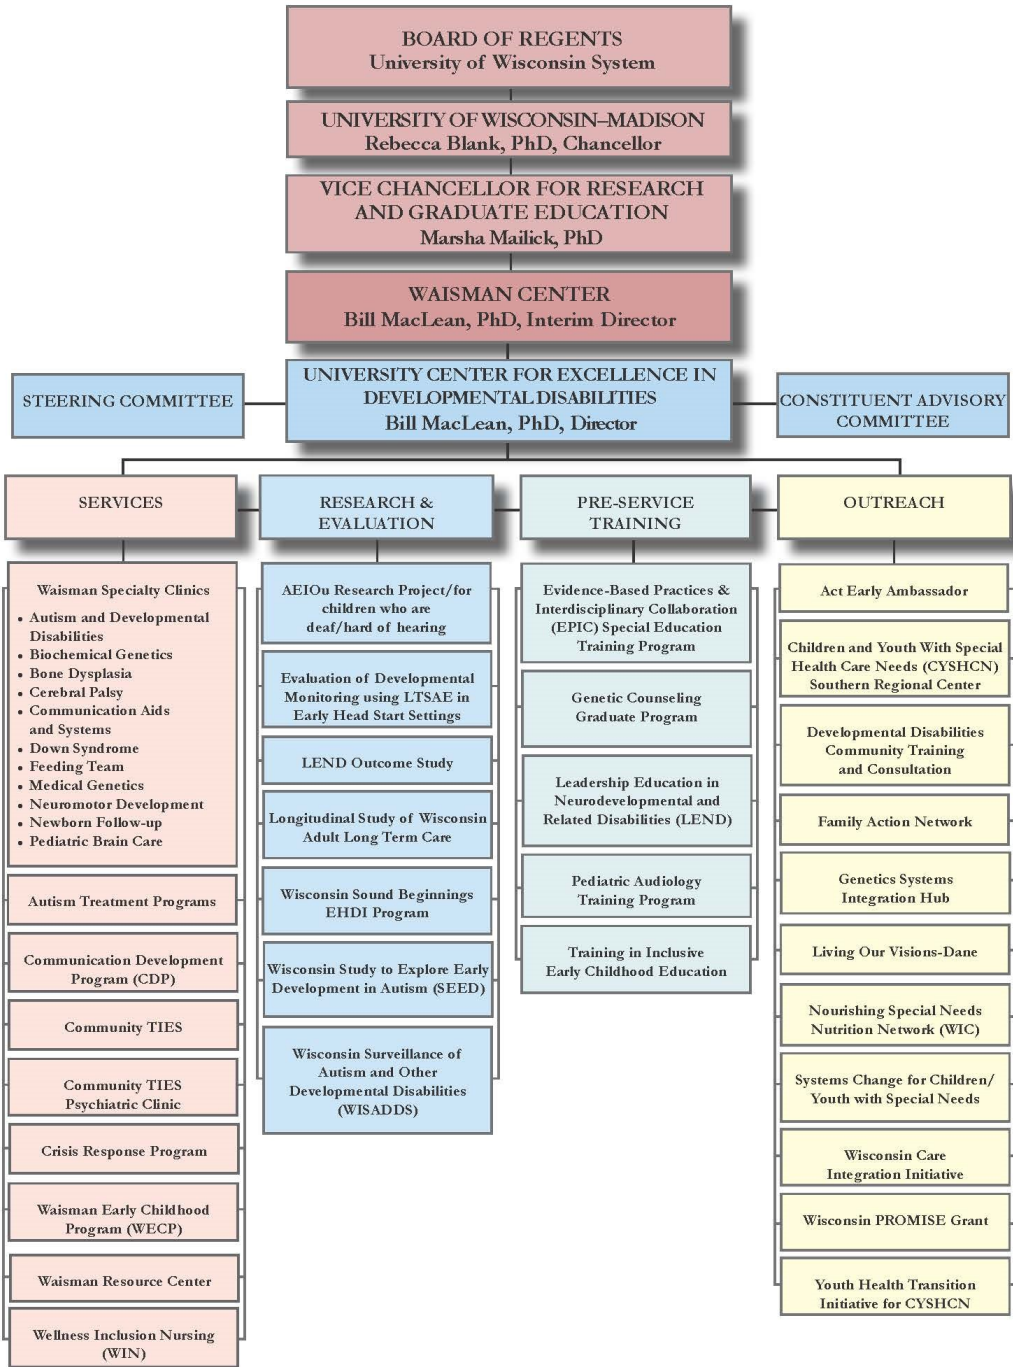 BOARD OF REGENTS
University of Wisconsin System
UNIVERSITY OF WISCONSIN–MADISON
Rebecca Blank, PhD, Chancellor
VICE CHANCELLOR FOR RESEARCH
AND GRADUATE EDUCATION
Marsha Mailick, PhD
WAISMAN CENTER
Bill MacLean, PhD, Interim Director
UNIVERSITY CENTER FOR EXCELLENCE IN
DEVELOPMENTAL DISABILITIES
Bill MacLean, PhD, Director
STEERING COMMITTEE
CONSTITUENT ADVISORY
COMMITTEE
SERVICES
Waisman Specialty Clinics
• Autism and Developmental
Disabilities
• Biochemical Genetics
• Bone Dysplasia
• Cerebral Palsy
• Communication Aids
and Systems
• Down Syndrome
• Feeding Team
• Medical Genetics
• Neuromotor Development
• Newborn Follow-up
• Pediatric Brain Care
Autism Treatment Programs
Communication Development
Program (CDP)
Community TIES
Community TIES
Psychiatric Clinic
Crisis Response Program
Waisman Early Childhood
Program (WECP)
Waisman Resource Center
Wellness Inclusion Nursing
(WIN)
RESEARCH &
EVALUATION
AEIOu Research Project/for
children who are
deaf/hard of hearing
Evaluation of Developmental
Monitoring using LTSAE in
Early Head Start Settings
LEND Outcome Study
Longitudinal Study of Wisconsin
Adult Long Term Care
Wisconsin Sound Beginnings
EHDI Program
Wisconsin Study to Explore Early
Development in Autism (SEED)
Wisconsin Surveillance of
Autism and Other
Developmental Disabilities
(WISADDS)
PRE-SERVICE
TRAINING
Evidence-Based Practices &
Interdisciplinary Collaboration
(EPIC) Special Education
Training Program
Genetic Counseling
Graduate Program
Leadership Education in
Neurodevelopmental and
Related Disabilities (LEND)
Pediatric Audiology
Training Program
Training in Inclusive
Early Childhood Education
OUTREACH
Act Early Ambassador
Children and Youth With Special
Health Care Needs (CYSHCN)
Southern Regional Center
Developmental Disabilities
Community Training
and Consultation
Family Action Network
Genetics Systems
Integration Hub
Living Our Visions-Dane
Nourishing Special Needs
Nutrition Network (WIC)
Systems Change for Children/
Youth with Special Needs
Wisconsin Care
Integration Initiative
Wisconsin PROMISE Grant
Youth Health Transition
Initiative for CYSHCN